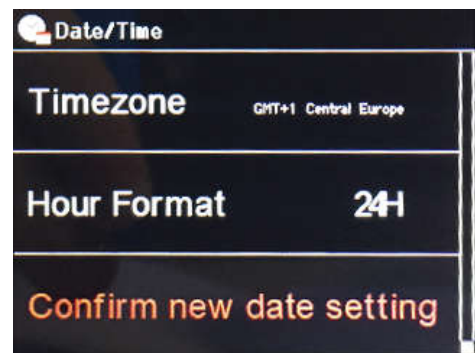 Date/Time
Timezone GMT+1 Central Europe
Hour Format 24H
Confirm new date setting